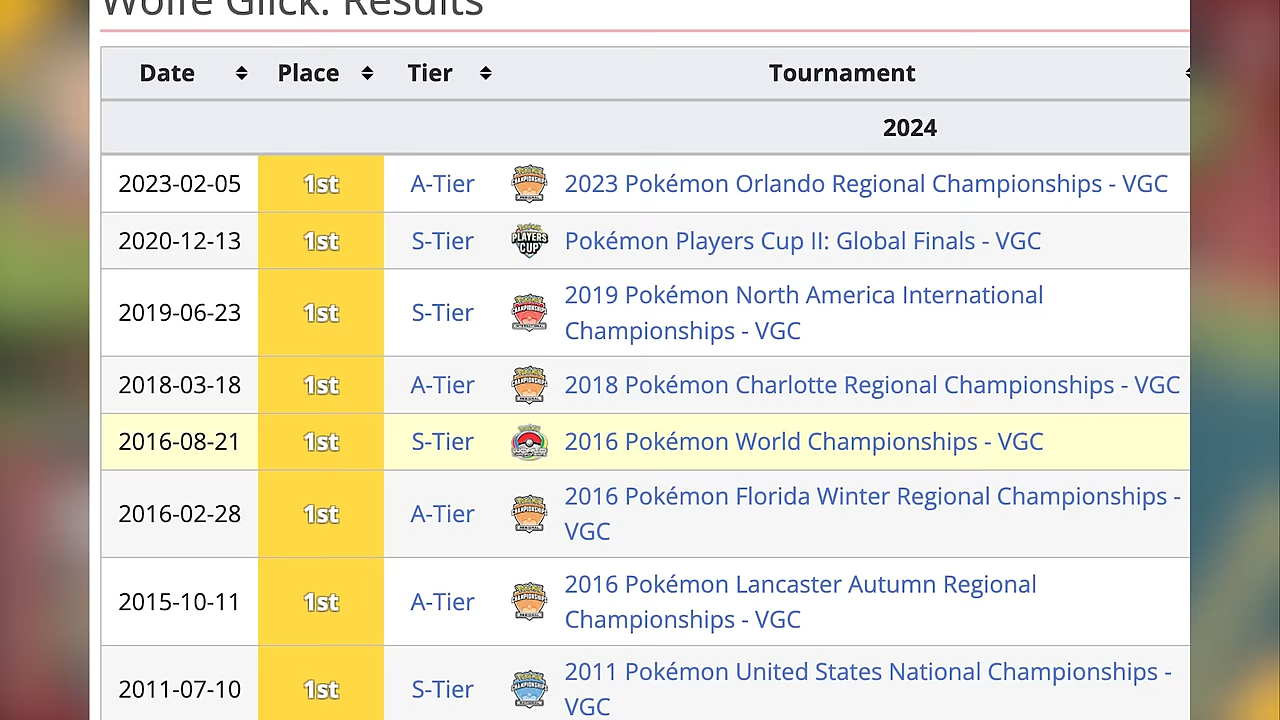 Wolfe Glick: Results
Date Place Tier Tournament
2024
2023-02-05 1st A-Tier 2023 Pokémon Orlando Regional Championships - VGC
2020-12-13 1st S-Tier PLAYERS CUP Pokémon Players Cup II: Global Finals - VGC
2019-06-23 1st S-Tier 2019 Pokémon North America International
Championships - VGC
2018-03-18 1st A-Tier 2018 Pokémon Charlotte Regional Championships - VGC
2016-08-21 1st S-Tier 2016 Pokémon World Championships - VGC
2016-02-28 1st A-Tier 2016 Pokémon Florida Winter Regional Championships -
VGC
2015-10-11 1st A-Tier 2016 Pokémon Lancaster Autumn Regional
Championships - VGC
2011-07-10 1st S-Tier 2011 Pokémon United States National Championships -
VGC